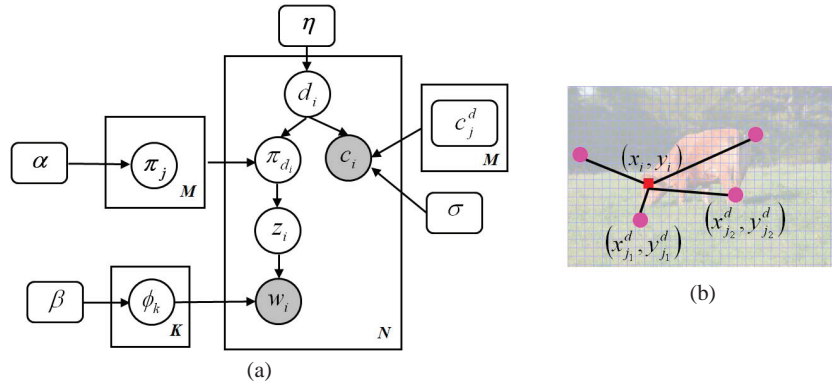 η
d_i
α
π_j
M
π_{d_i}
c_i
c_j^d
M
σ
z_i
β
φ_k
K
w_i
N
(a)
(x_i, y_i)
(x_{j_1}^d, y_{j_1}^d)
(x_{j_2}^d, y_{j_2}^d)
(b)